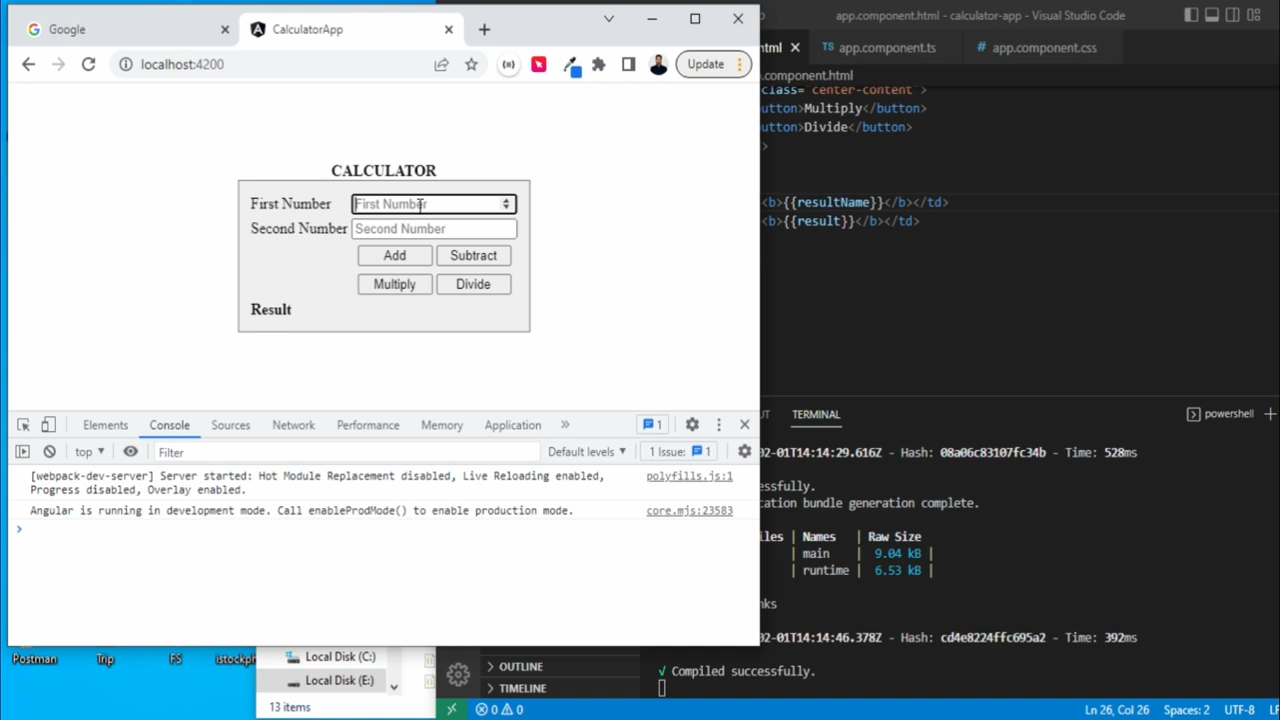 Google
CalculatorApp
localhost:4200
Update
CALCULATOR
First Number
First Number
Second Number
Second Number
Add
Subtract
Multiply
Divide
Result
Elements
Console
Sources
Network
Performance
Memory
Application
1
top
Filter
Default levels
1 Issue:
1
[webpack-dev-server] Server started: Hot Module Replacement disabled, Live Reloading enabled,
Progress disabled, Overlay enabled.
polyfills.js:1
Angular is running in development mode. Call enableProdMode() to enable production mode.
core.mjs:23583
app.component.html - calculator-app - Visual Studio Code
html
TS app.component.ts
# app.component.css
.component.html
class="center-content">
utton>Multiply</button>
utton>Divide</button>
>
<b>{{resultName}}</b></td>
<b>{{result}}</b></td>
UT
TERMINAL
powershell
02-01T14:14:29.616Z - Hash: 08a06c83107fc34b - Time: 528ms
ssfully.
cation bundle generation complete.
iles | Names | Raw Size
| main | 9.04 kB |
| runtime | 6.53 kB |
nks
02-01T14:14:46.378Z - Hash: cd4e8224ffc695a2 - Time: 392ms
√ Compiled successfully.
OUTLINE
TIMELINE
Postman
Trip
FS
istockph
Local Disk (C:)
Local Disk (E:)
13 items
0
0
Ln 26, Col 26
Spaces: 2
UTF-8
LF